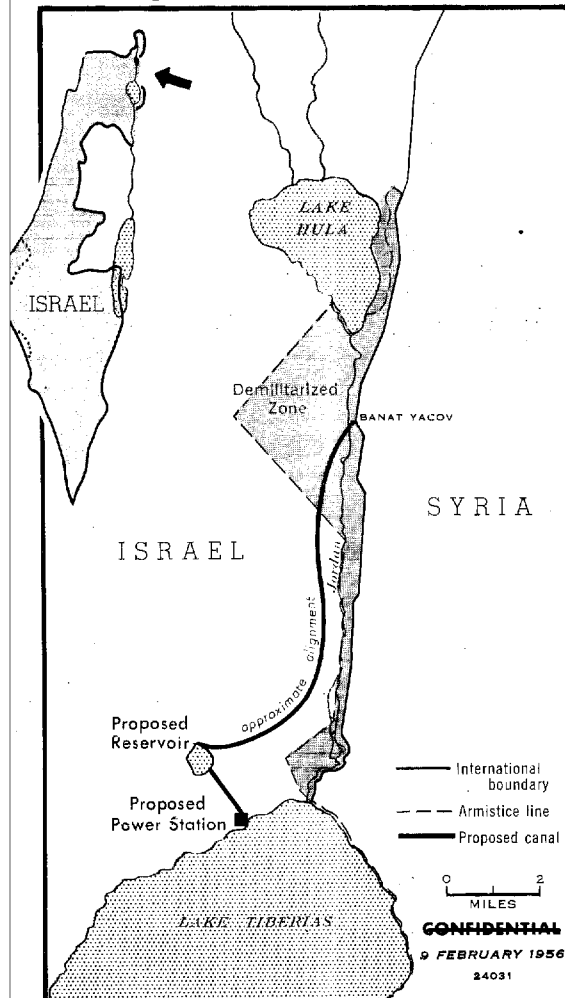 LAKE
HULA
ISRAEL
Demilitarized
Zone
BANAT YACOV
SYRIA
ISRAEL
Jordan
approximate alignment
Proposed
Reservoir
Proposed
Power Station
LAKE TIBERIAS
International
boundary
Armistice line
Proposed canal
0 2
MILES
CONFIDENTIAL
9 FEBRUARY 1956
24031